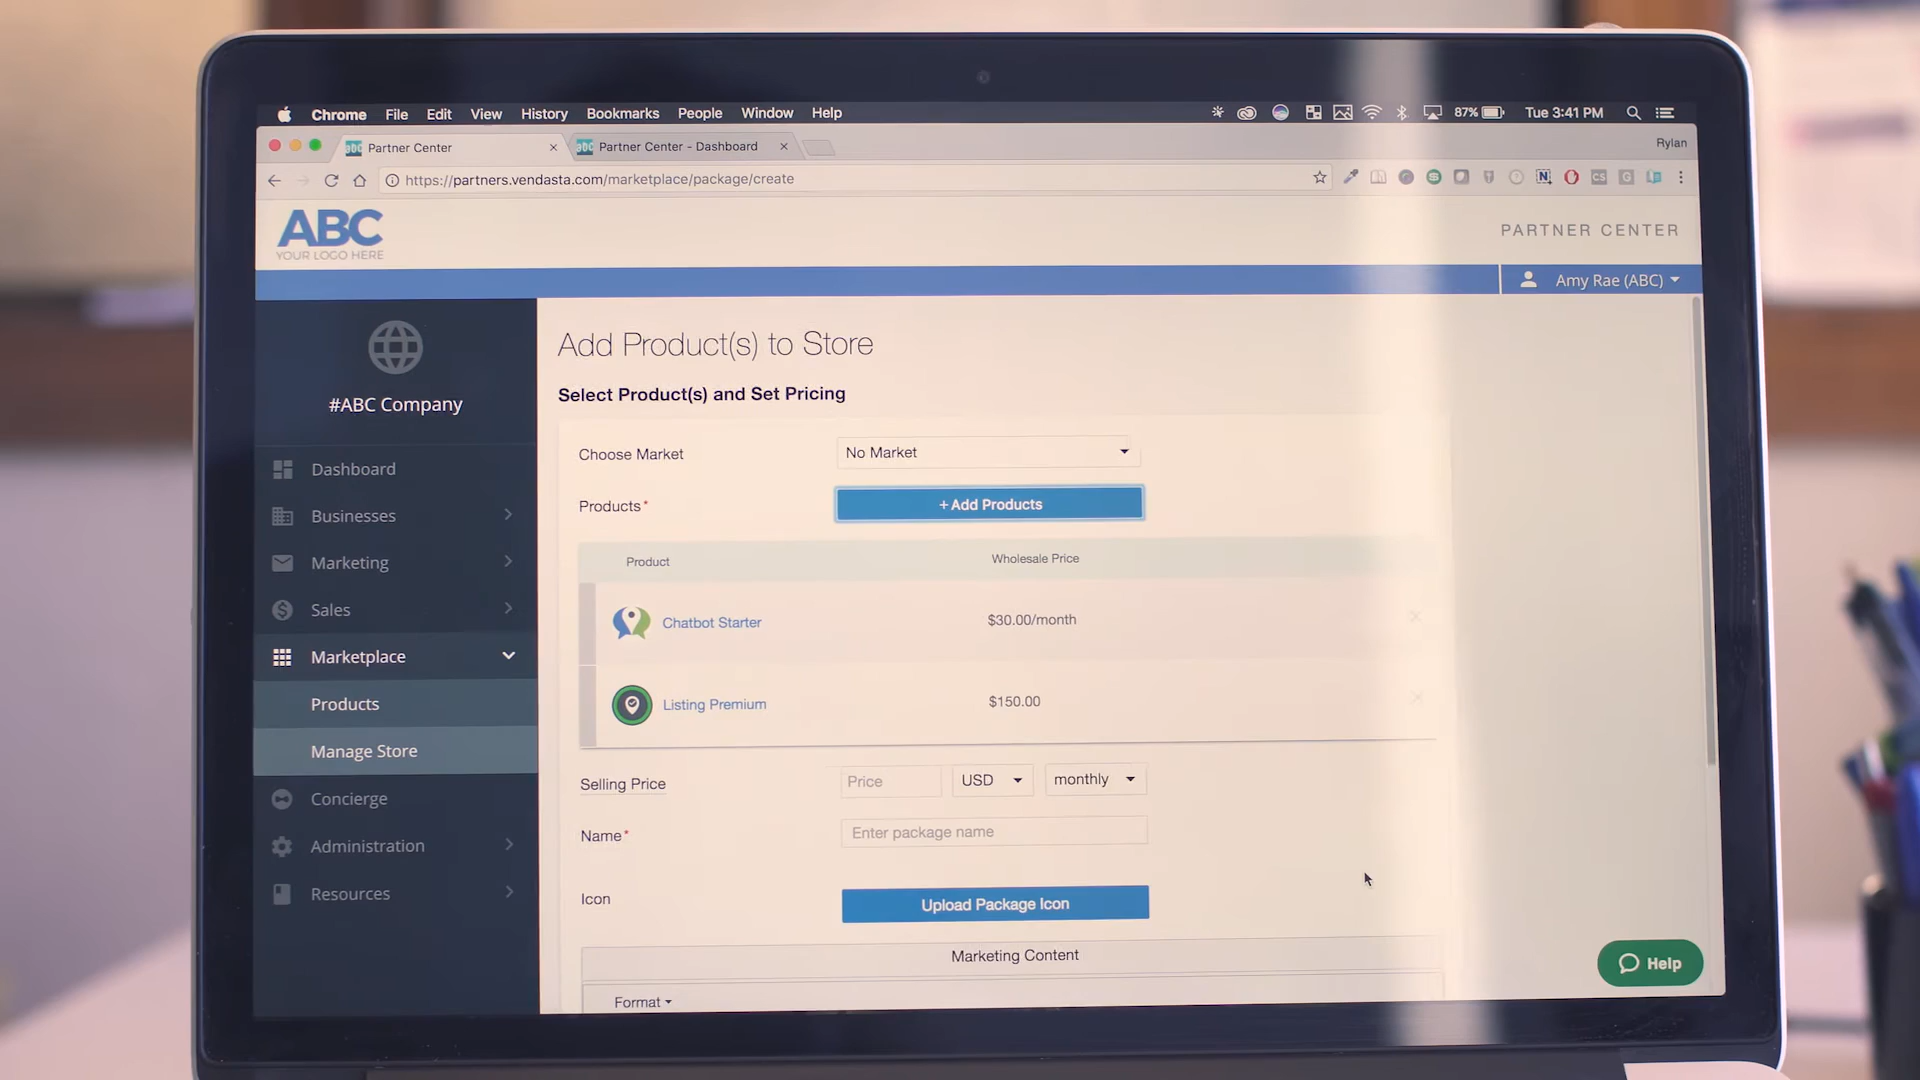 Chrome File Edit View History Bookmarks People Window Help 87% Tue 3:41 PM
Partner Center Partner Center - Dashboard Rylan
https://partners.vendasta.com/marketplace/package/create
ABC
YOUR LOGO HERE
PARTNER CENTER
Amy Rae (ABC)
#ABC Company
Dashboard
Businesses
Marketing
Sales
Marketplace
Products
Manage Store
Concierge
Administration
Resources
Add Product(s) to Store
Select Product(s) and Set Pricing
Choose Market No Market
Products* + Add Products
Product Wholesale Price
Chatbot Starter $30.00/month
Listing Premium $150.00
Selling Price Price USD monthly
Name* Enter package name
Icon Upload Package Icon
Marketing Content
Format
Help